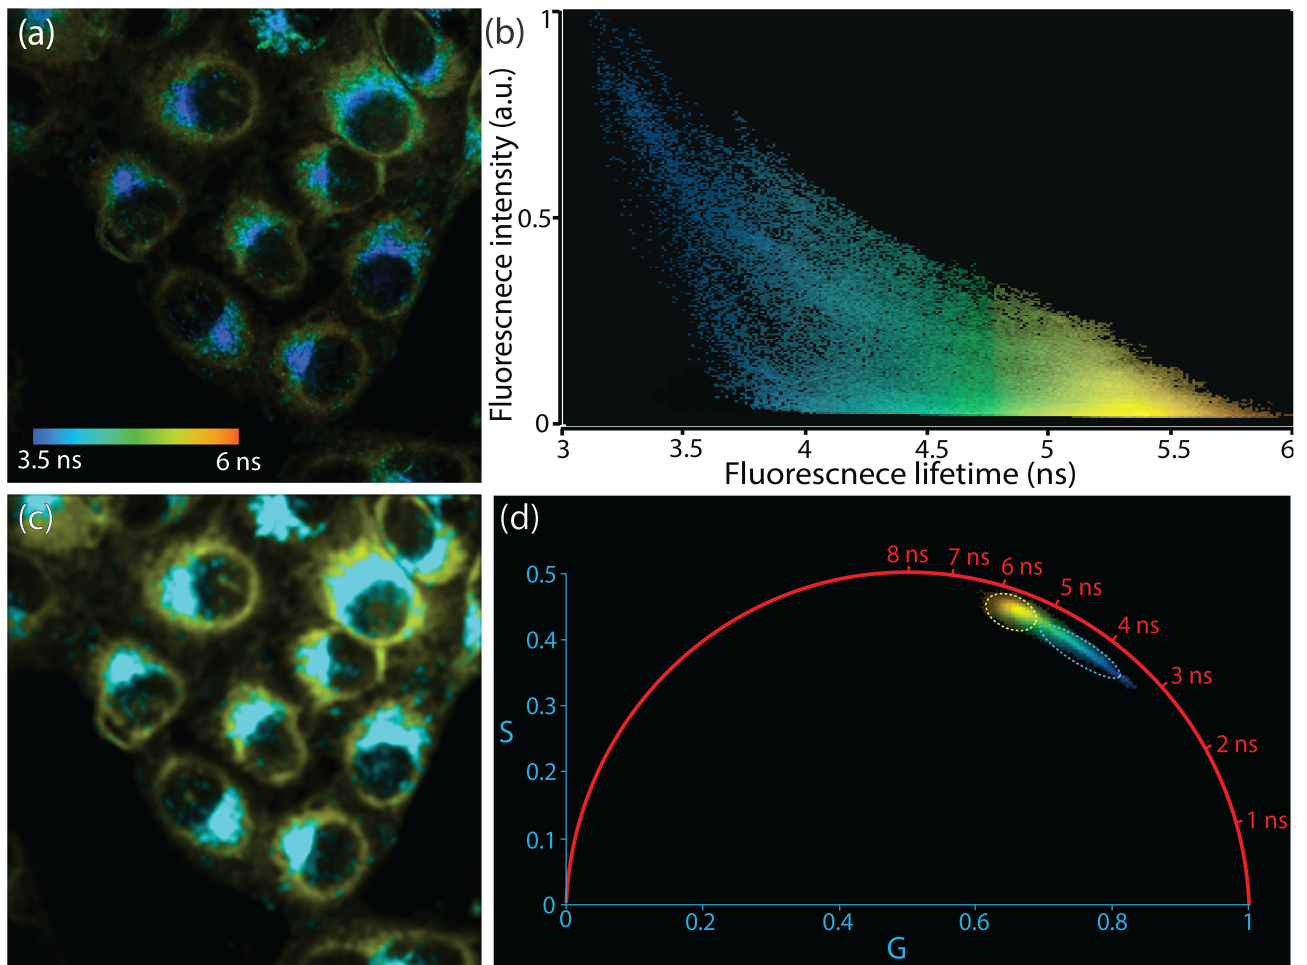 (a)
3.5 ns
6 ns
(b)
Fluorescnece intensity (a.u.)
1
0.5
0
3
3.5
4
4.5
5
5.5
6
Fluorescnece lifetime (ns)
(c)
(d)
8 ns
7 ns
6 ns
5 ns
4 ns
3 ns
2 ns
1 ns
0.5
0.4
0.3
S
0.2
0.1
0
0
0.2
0.4
0.6
0.8
1
G